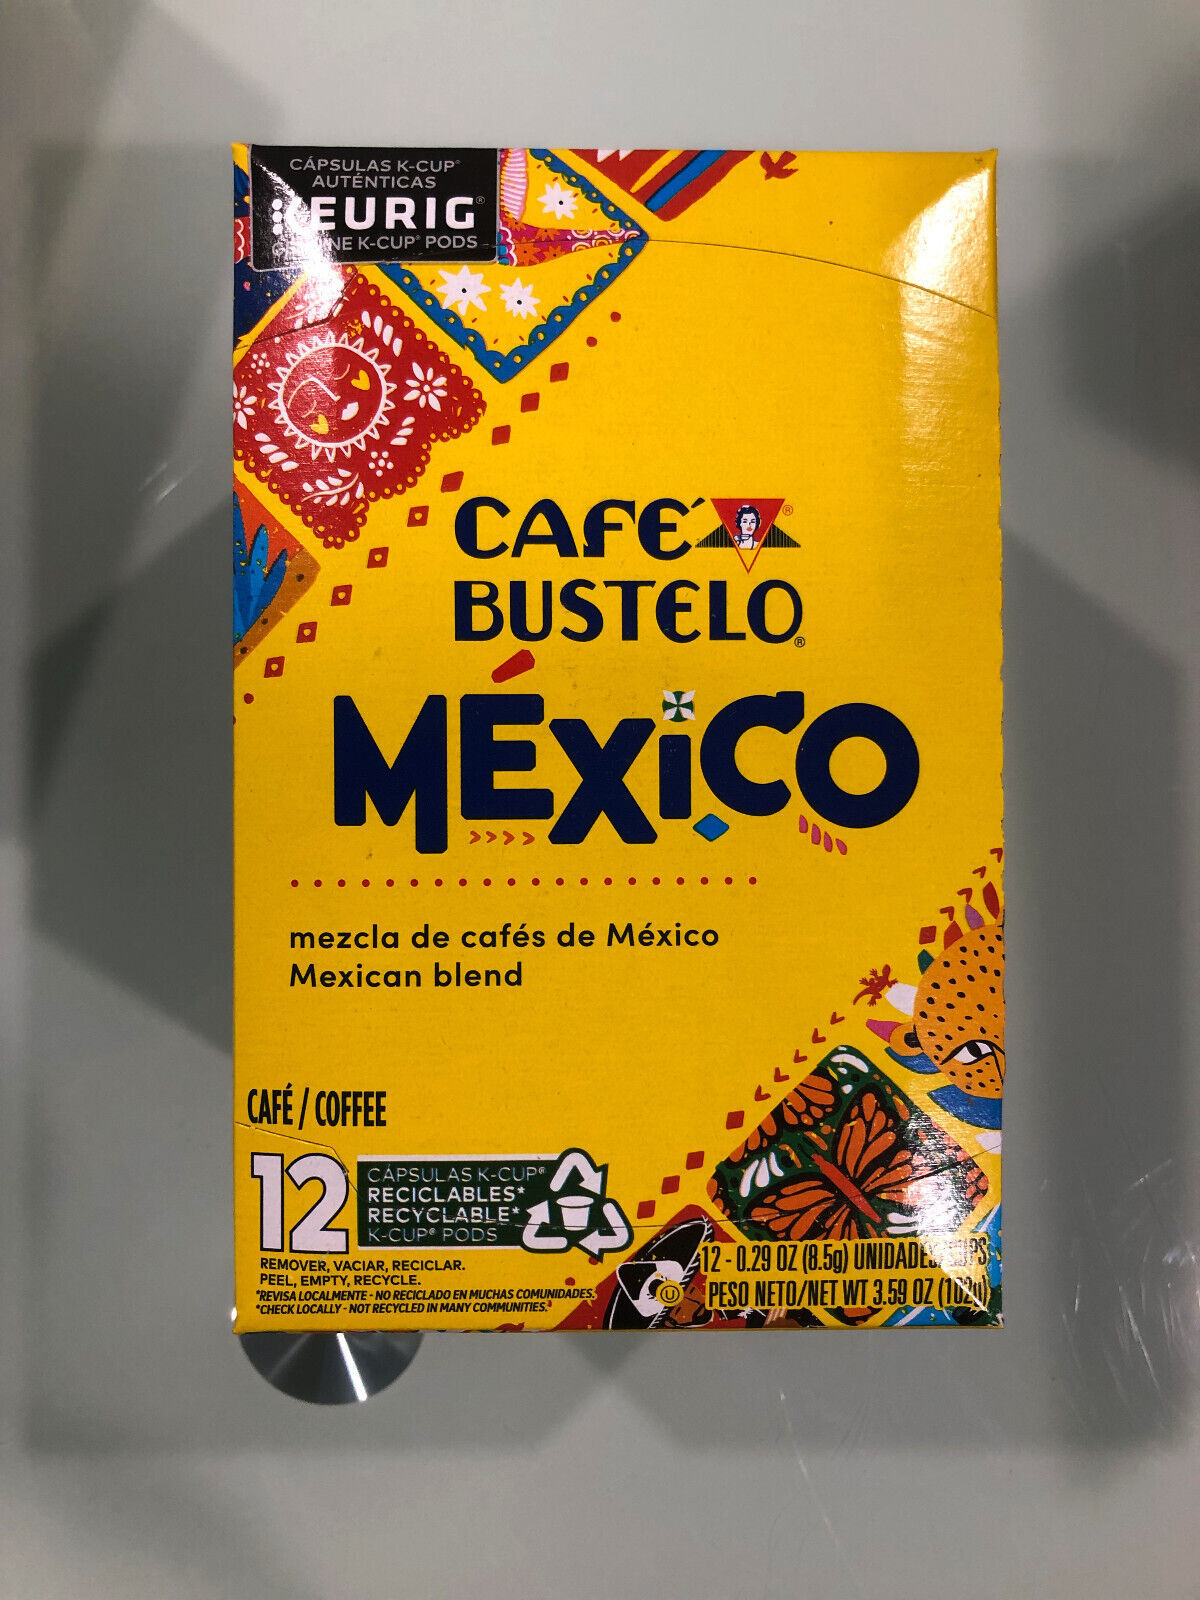 CÁPSULAS K-CUP®
AUTÉNTICAS
KEURIG®
GENUINE K-CUP® PODS
CAFÉ ®
BUSTELO®
MÉXICO
mezcla de cafés de México
Mexican blend
CAFÉ / COFFEE
12
CÁPSULAS K-CUP®
RECICLABLES*
RECYCLABLE*
K-CUP® PODS
REMOVER, VACIAR, RECICLAR.
PEEL, EMPTY, RECYCLE.
*REVISA LOCALMENTE - NO RECICLADO EN MUCHAS COMUNIDADES.
*CHECK LOCALLY - NOT RECYCLED IN MANY COMMUNITIES.*
U
12 - 0.29 OZ (8.5g)
PESO NETO/NET WT 3.59 OZ (102g)